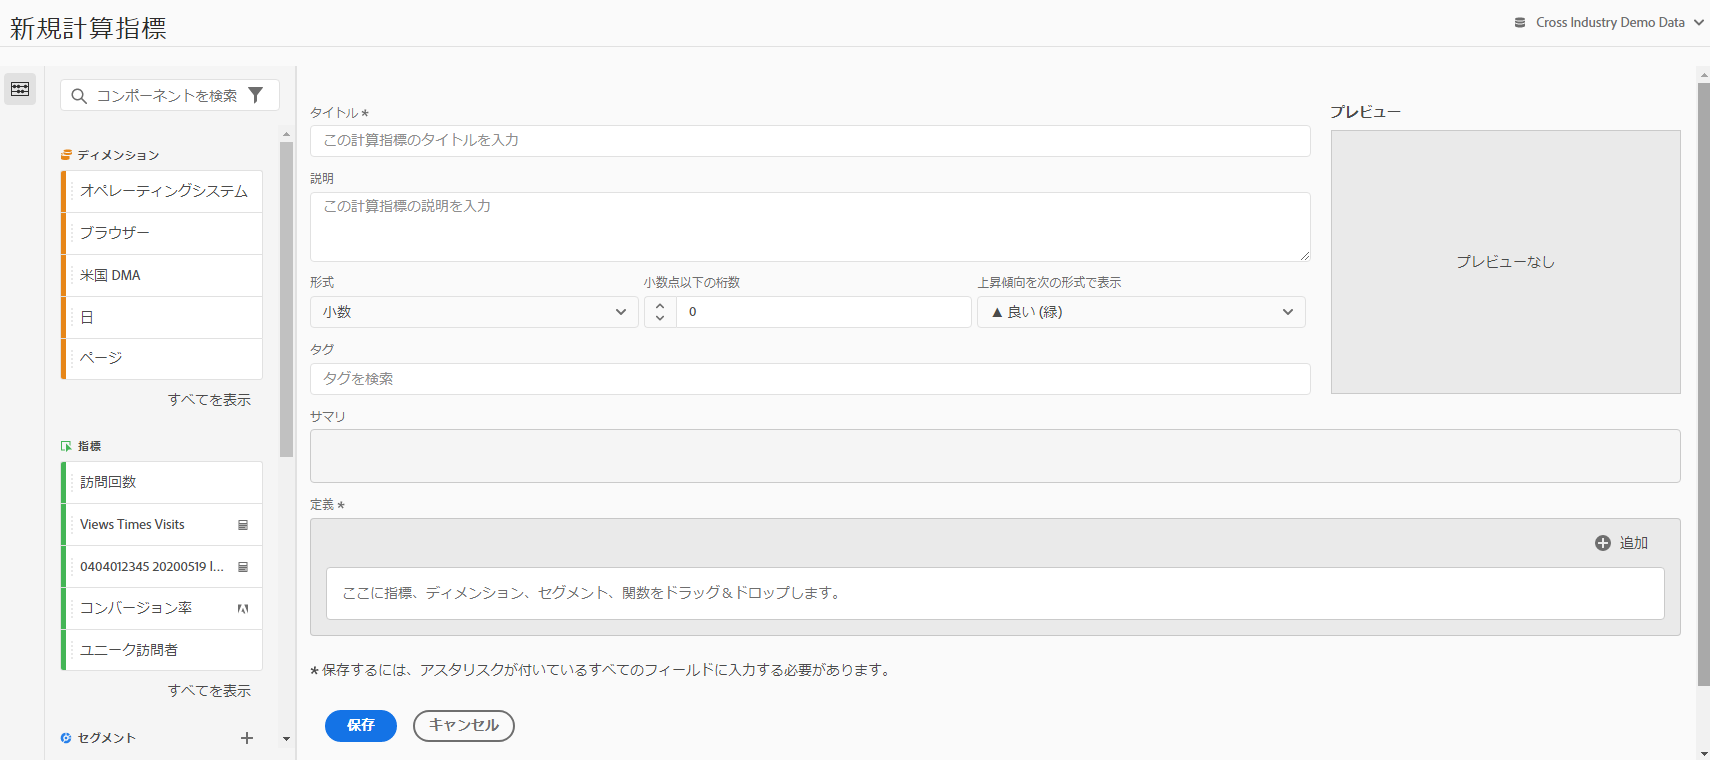 新規計算指標
Cross Industry Demo Data
コンポーネントを検索
ディメンション
オペレーティングシステム
ブラウザー
米国 DMA
日
ページ
すべてを表示
指標
訪問回数
Views Times Visits
0404012345 20200519 I...
コンバージョン率
ユニーク訪問者
すべてを表示
セグメント
タイトル *
この計算指標のタイトルを入力
説明
この計算指標の説明を入力
形式
小数
小数点以下の桁数
0
上昇傾向を次の形式で表示
▲ 良い (緑)
タグ
タグを検索
プレビュー
プレビューなし
サマリ
定義 *
追加
ここに指標、ディメンション、セグメント、関数をドラッグ＆ドロップします。
* 保存するには、アスタリスクが付いているすべてのフィールドに入力する必要があります。
保存
キャンセル